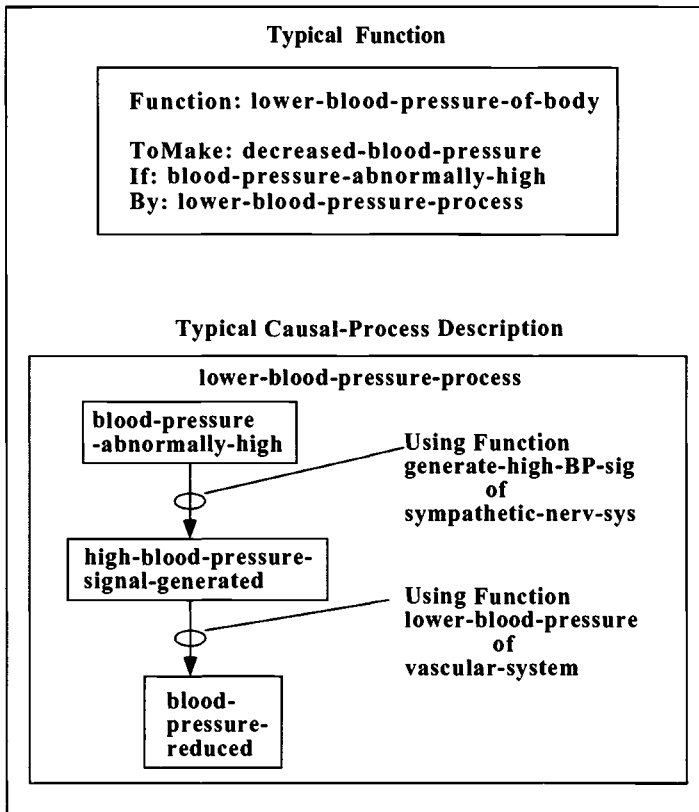 Typical Function
Function: lower-blood-pressure-of-body
ToMake: decreased-blood-pressure
If: blood-pressure-abnormally-high
By: lower-blood-pressure-process
Typical Causal-Process Description
lower-blood-pressure-process
blood-pressure
-abnormally-high
Using Function
generate-high-BP-sig
of
sympathetic-nerv-sys
high-blood-pressure-
signal-generated
Using Function
lower-blood-pressure
of
vascular-system
blood-
pressure-
reduced